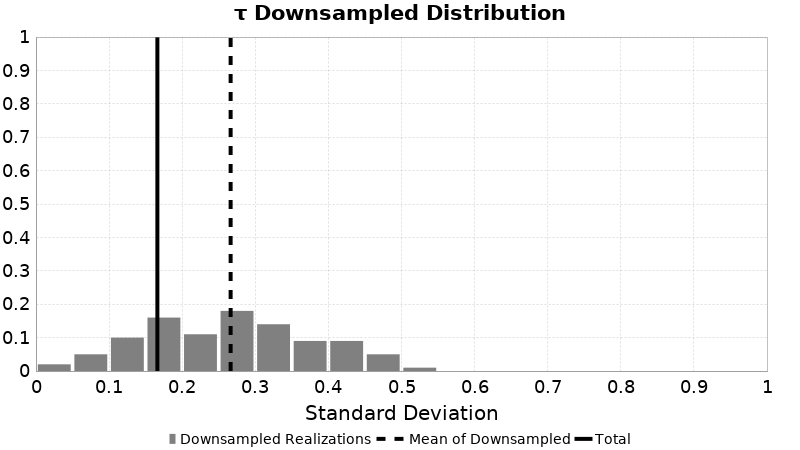 τ Downsampled Distribution
1
0.9
0.8
0.7
0.6
0.5
0.4
0.3
0.2
0.1
0
0 0.1 0.2 0.3 0.4 0.5 0.6 0.7 0.8 0.9 1
Standard Deviation
Downsampled Realizations Mean of Downsampled Total